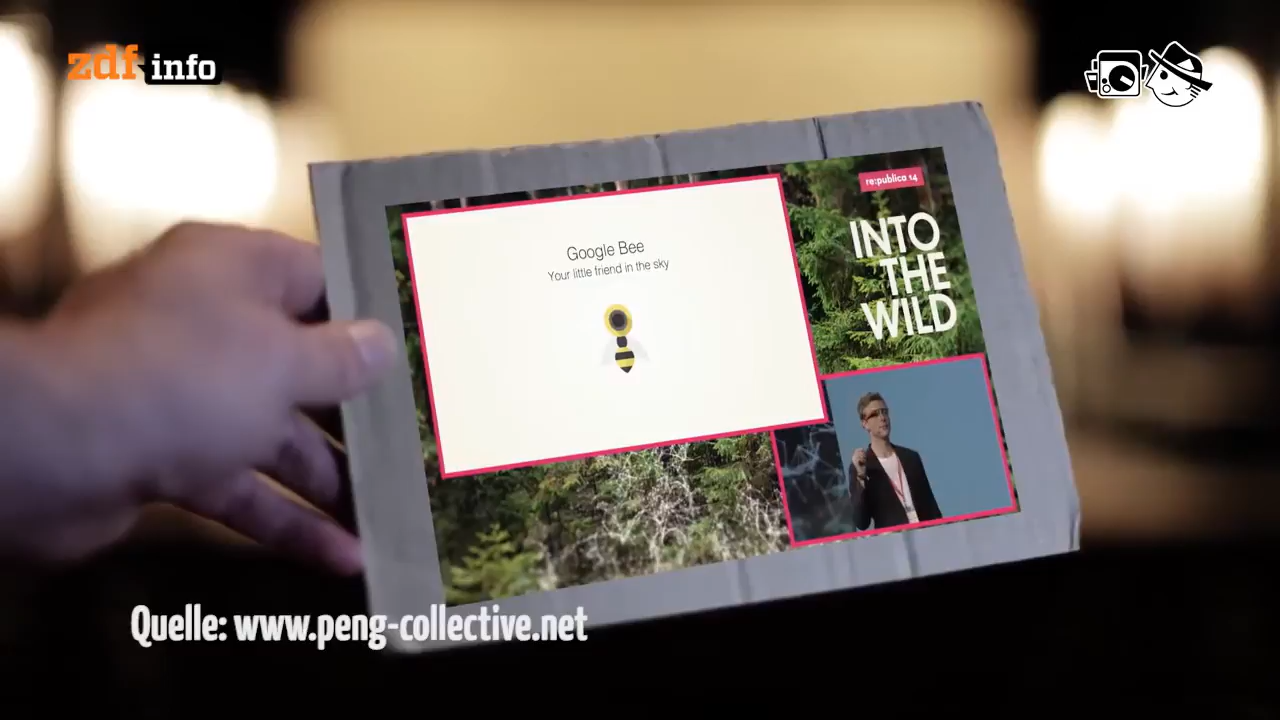 zdf info
re:publica 14
INTO
THE
WILD
Google Bee
Your little friend in the sky
Quelle: www.peng-collective.net